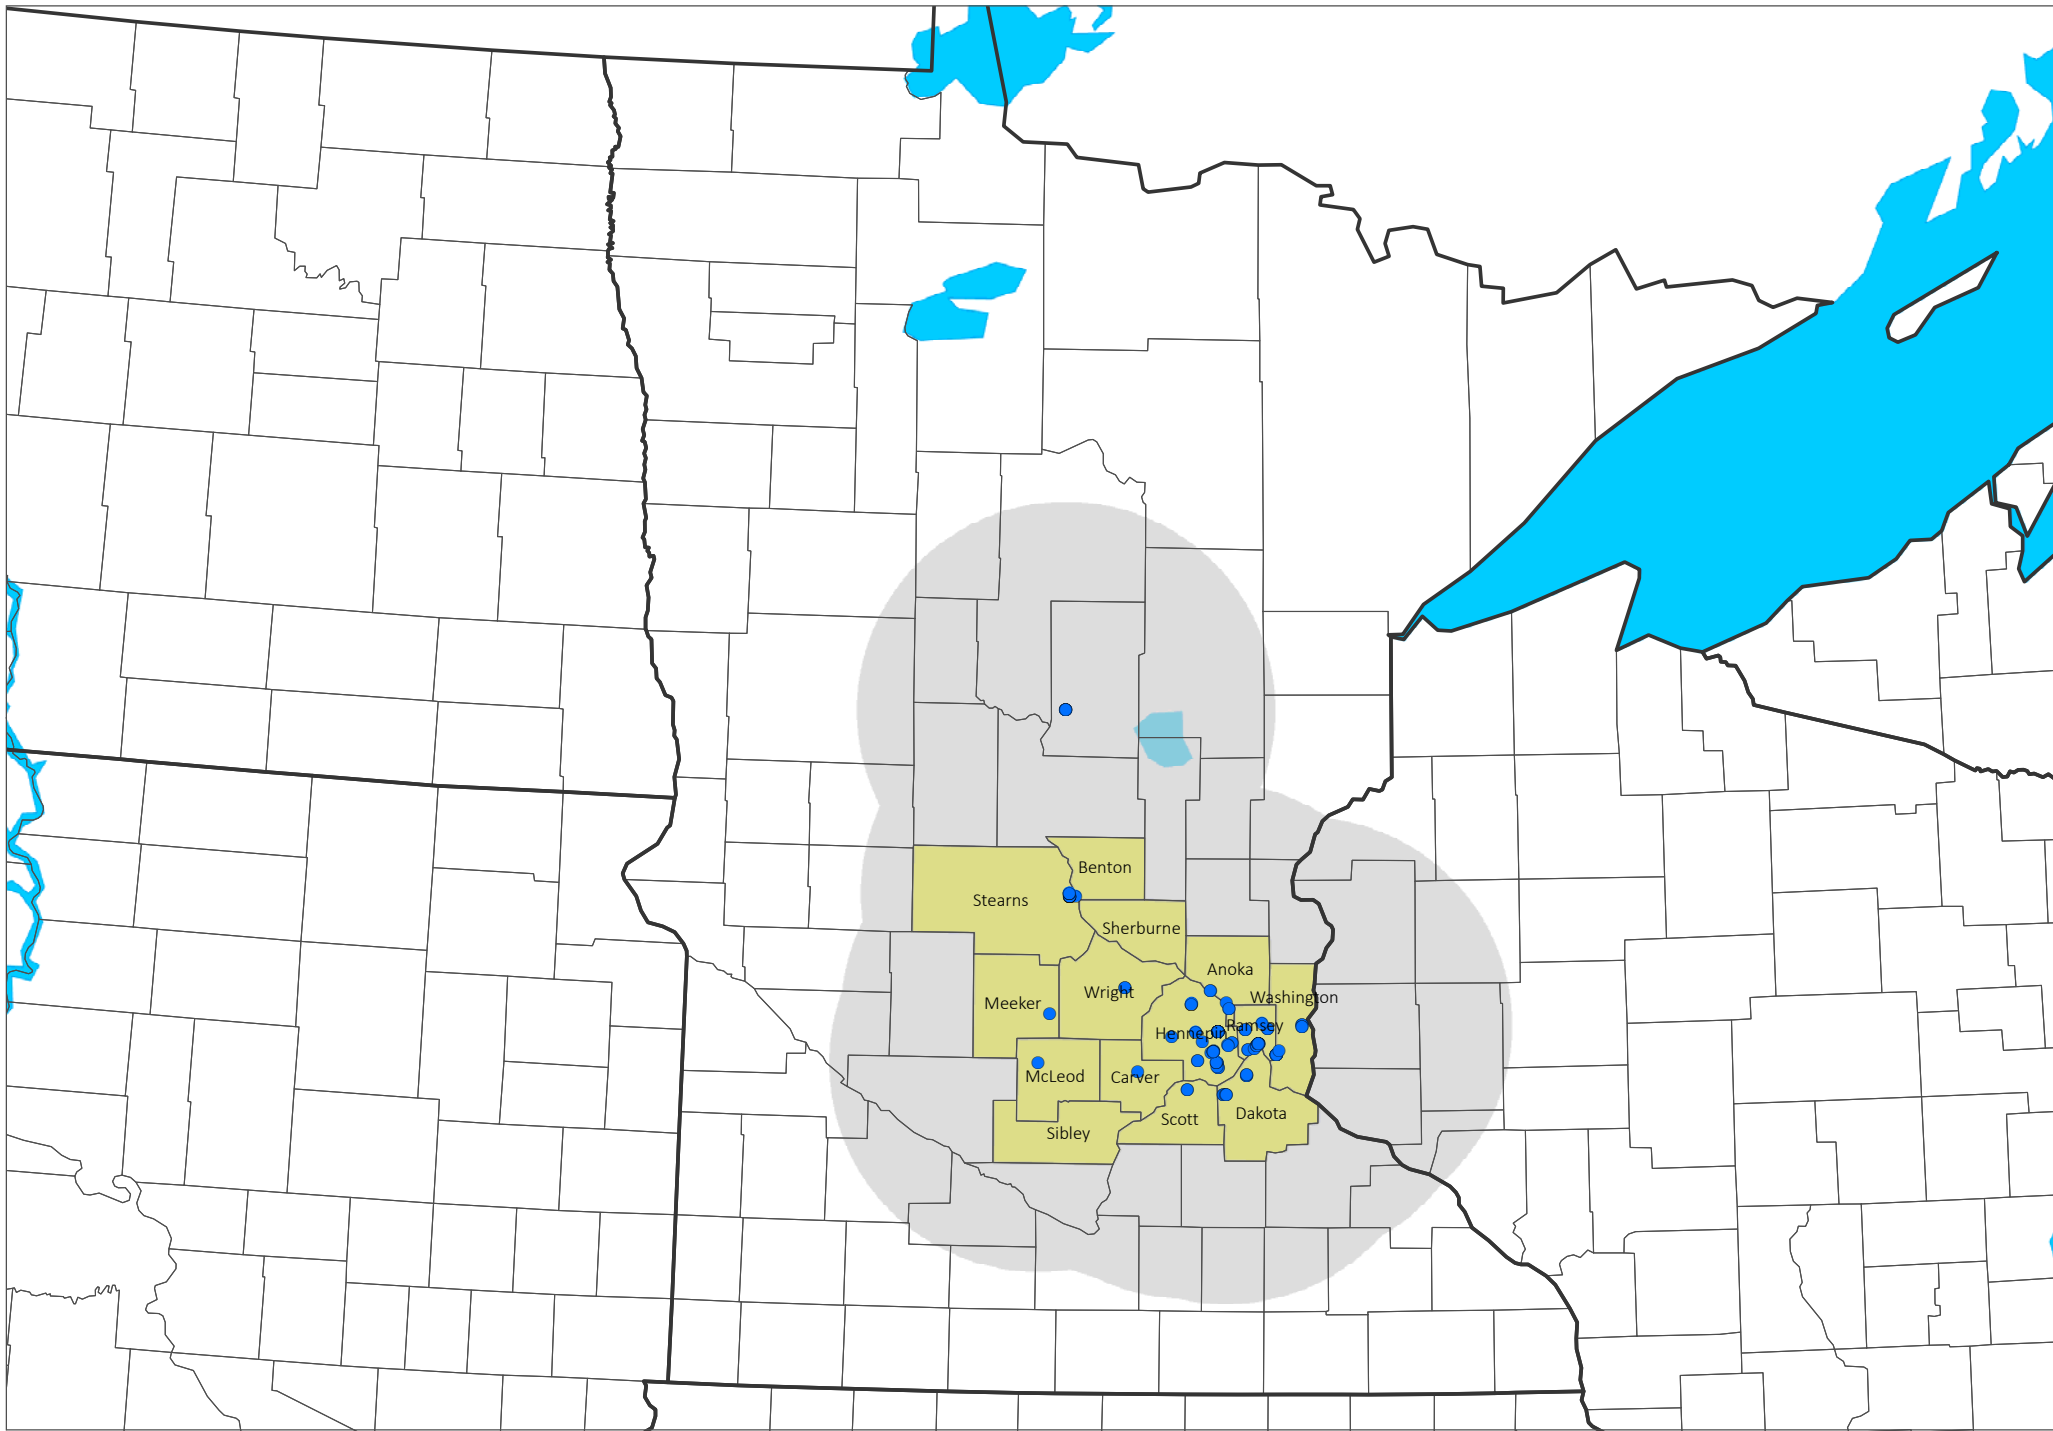 Benton
Stearns
Sherburne
Anoka
Wright
Washington
Meeker
Ramsey
Hennepin
McLeod
Carver
Dakota
Scott
Sibley